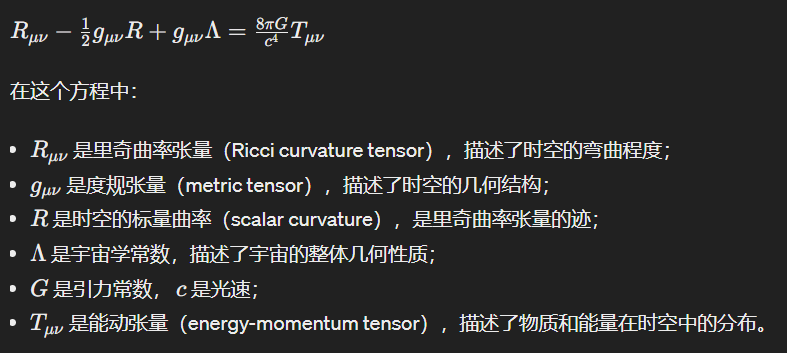 $R_{\mu\nu} - \frac{1}{2} g_{\mu\nu} R + g_{\mu\nu} \Lambda = \frac{8\pi G}{c^4} T_{\mu\nu}$
在这个方程中：
• $R_{\mu\nu}$ 是里奇曲率张量（Ricci curvature tensor），描述了时空的弯曲程度；
• $g_{\mu\nu}$ 是度规张量（metric tensor），描述了时空的几何结构；
• $R$ 是时空的标量曲率（scalar curvature），是里奇曲率张量的迹；
• $\Lambda$ 是宇宙学常数，描述了宇宙的整体几何性质；
• $G$ 是引力常数， $c$ 是光速；
• $T_{\mu\nu}$ 是能动张量（energy-momentum tensor），描述了物质和能量在时空中的分布。